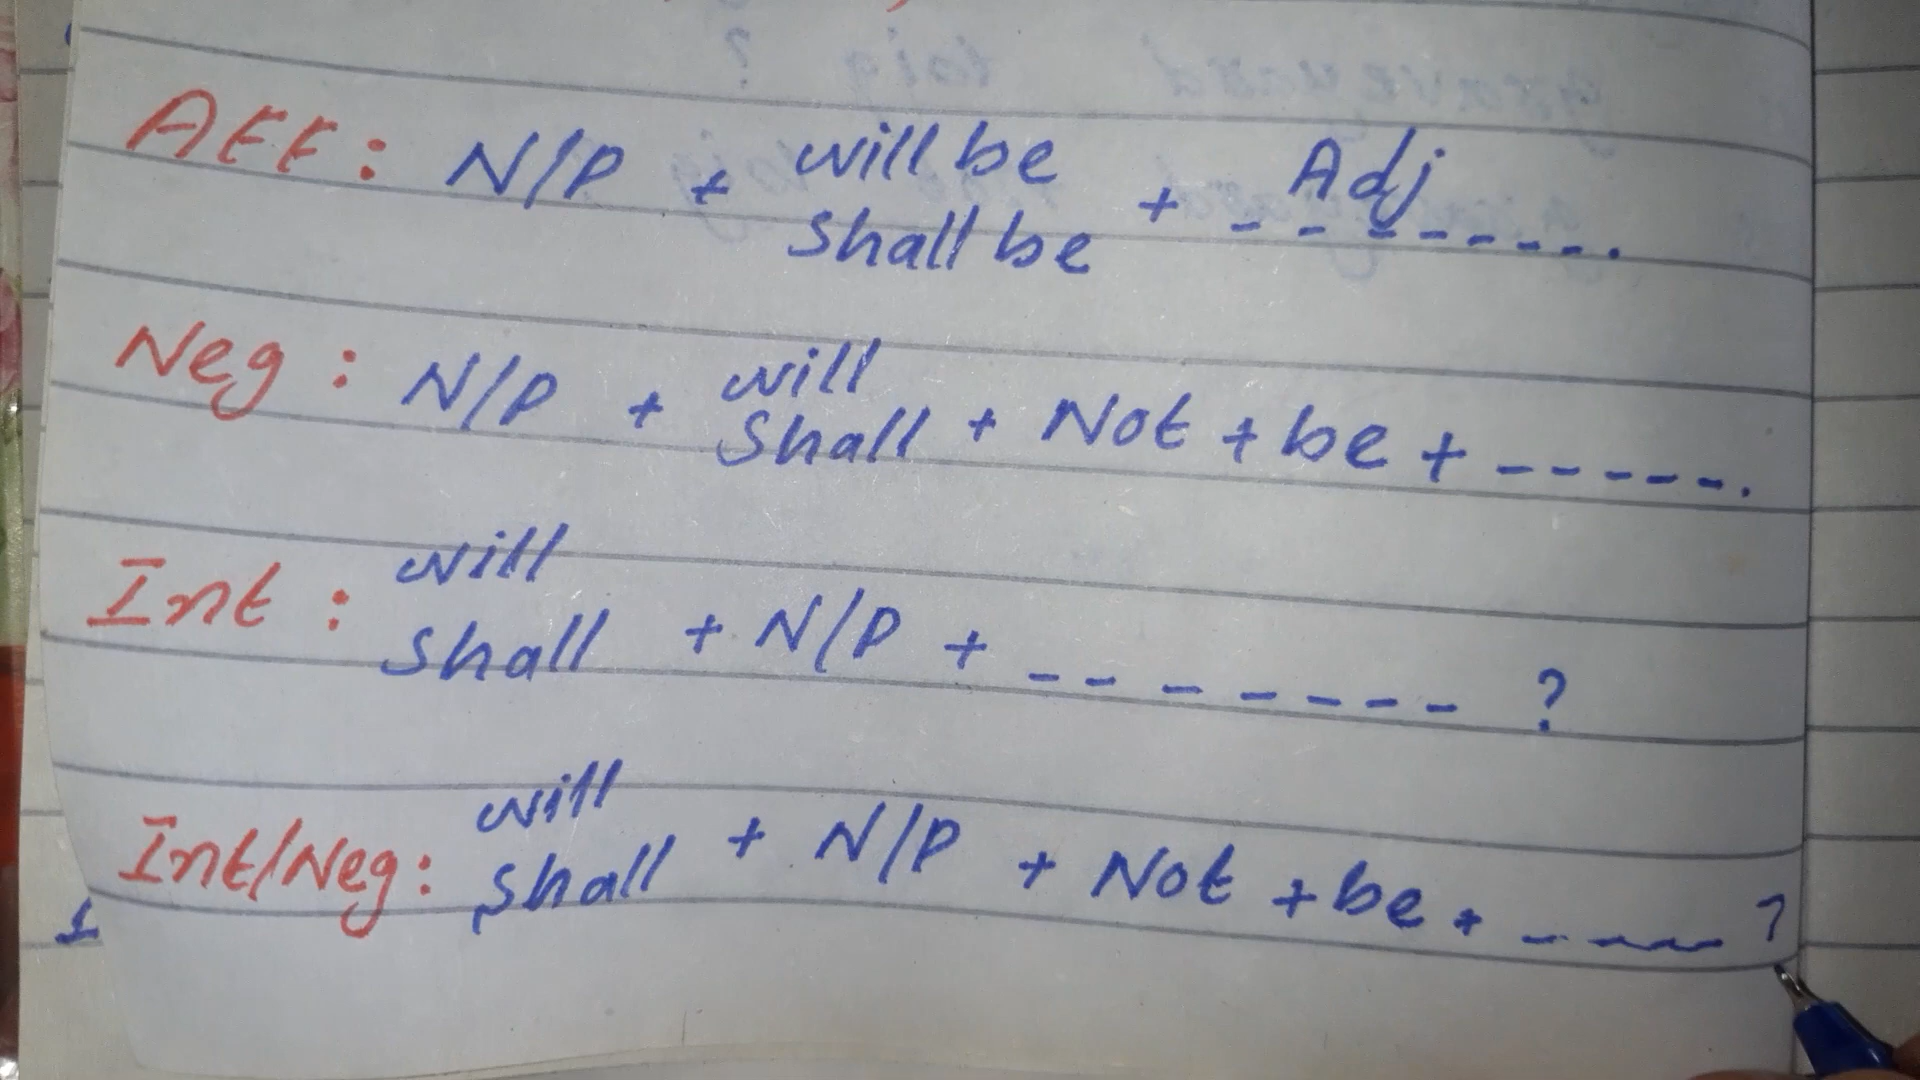 Aff: N/P + will be + Adj
shall be - - - - - - - -.
Neg: N/P + will
Shall + Not + be + - - - - - -.
Int: will
Shall + N/P + - - - - - - - ?
Int/Neg: will
Shall + N/P + Not + be + - - - - ?